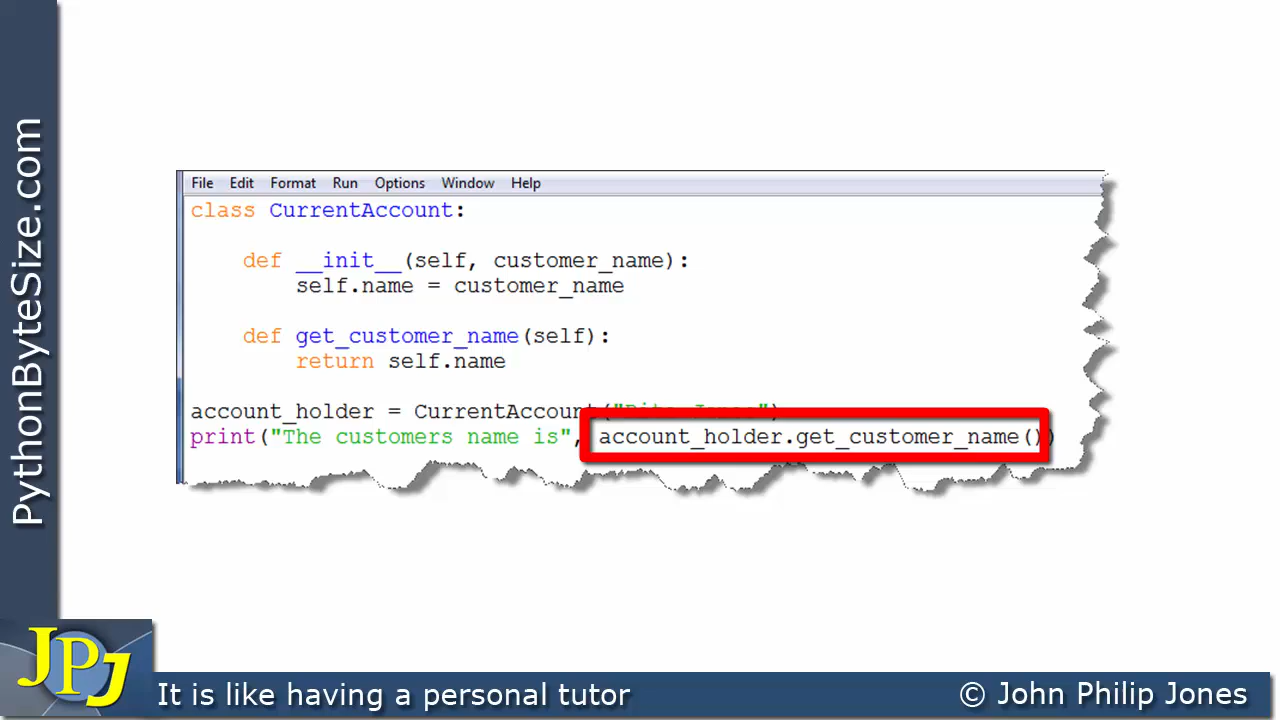 PythonByteSize.com
File Edit Format Run Options Window Help
class CurrentAccount:
def __init__(self, customer_name):
self.name = customer_name
def get_customer_name(self):
return self.name
account_holder = CurrentAccount(" Jones")
print("The customers name is", account_holder.get_customer_name())
JPJ
It is like having a personal tutor
© John Philip Jones